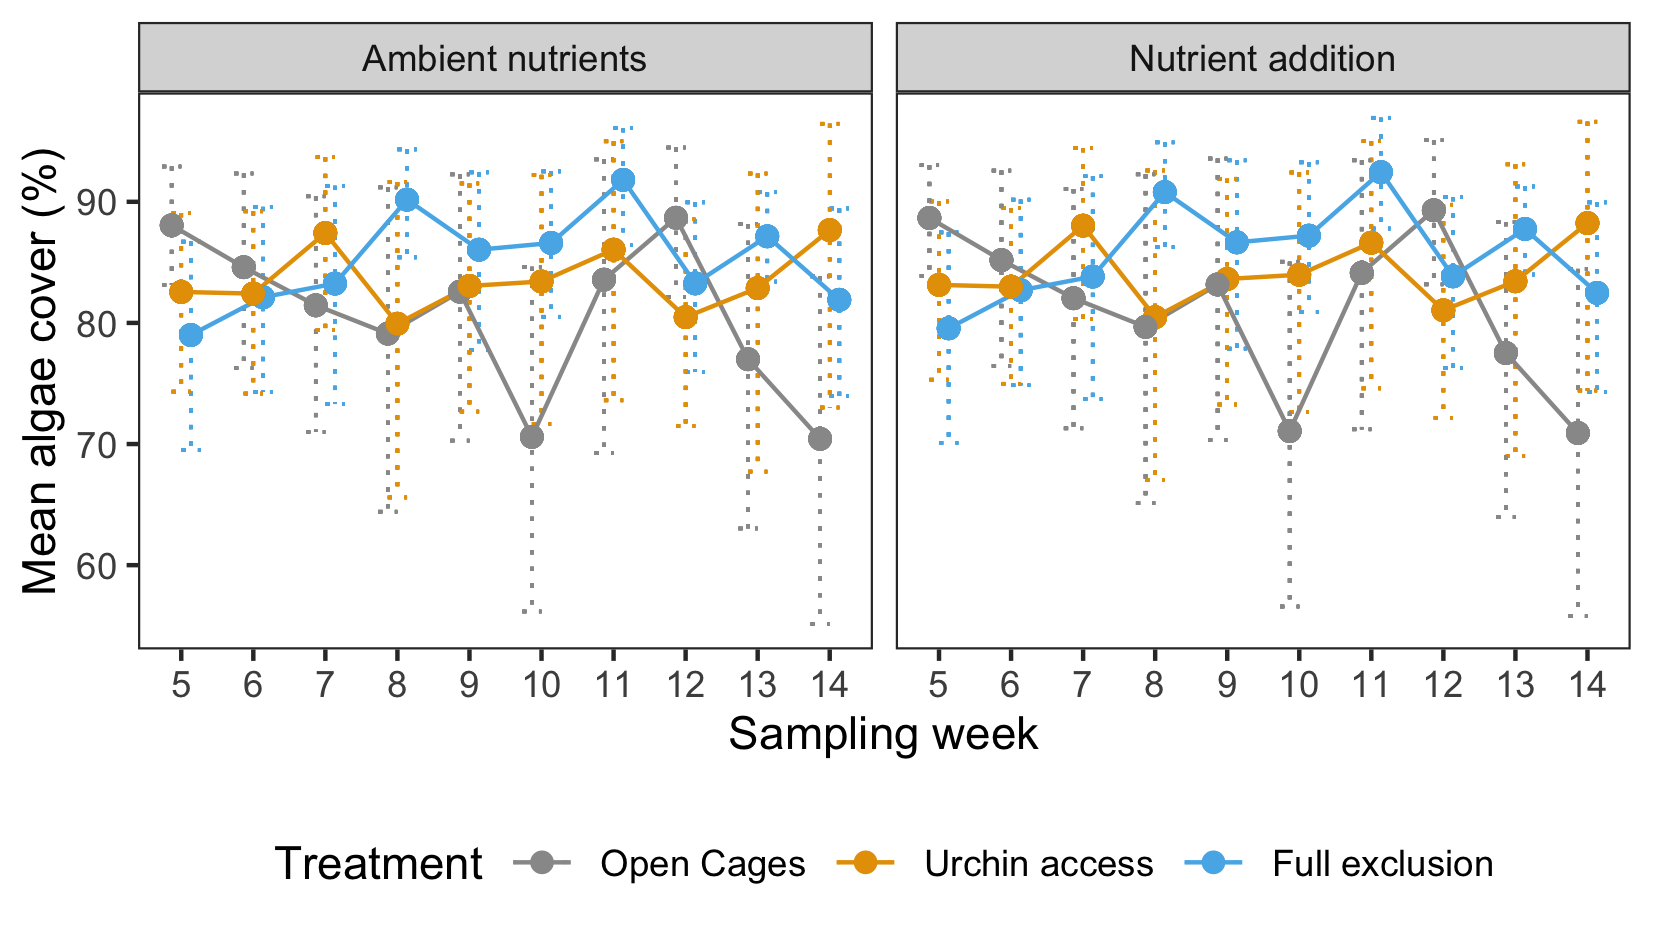 Ambient nutrients
Nutrient addition
Mean algae cover (%)
90
80
70
60
5 6 7 8 9 10 11 12 13 14
5 6 7 8 9 10 11 12 13 14
Sampling week
Treatment Open Cages Urchin access Full exclusion